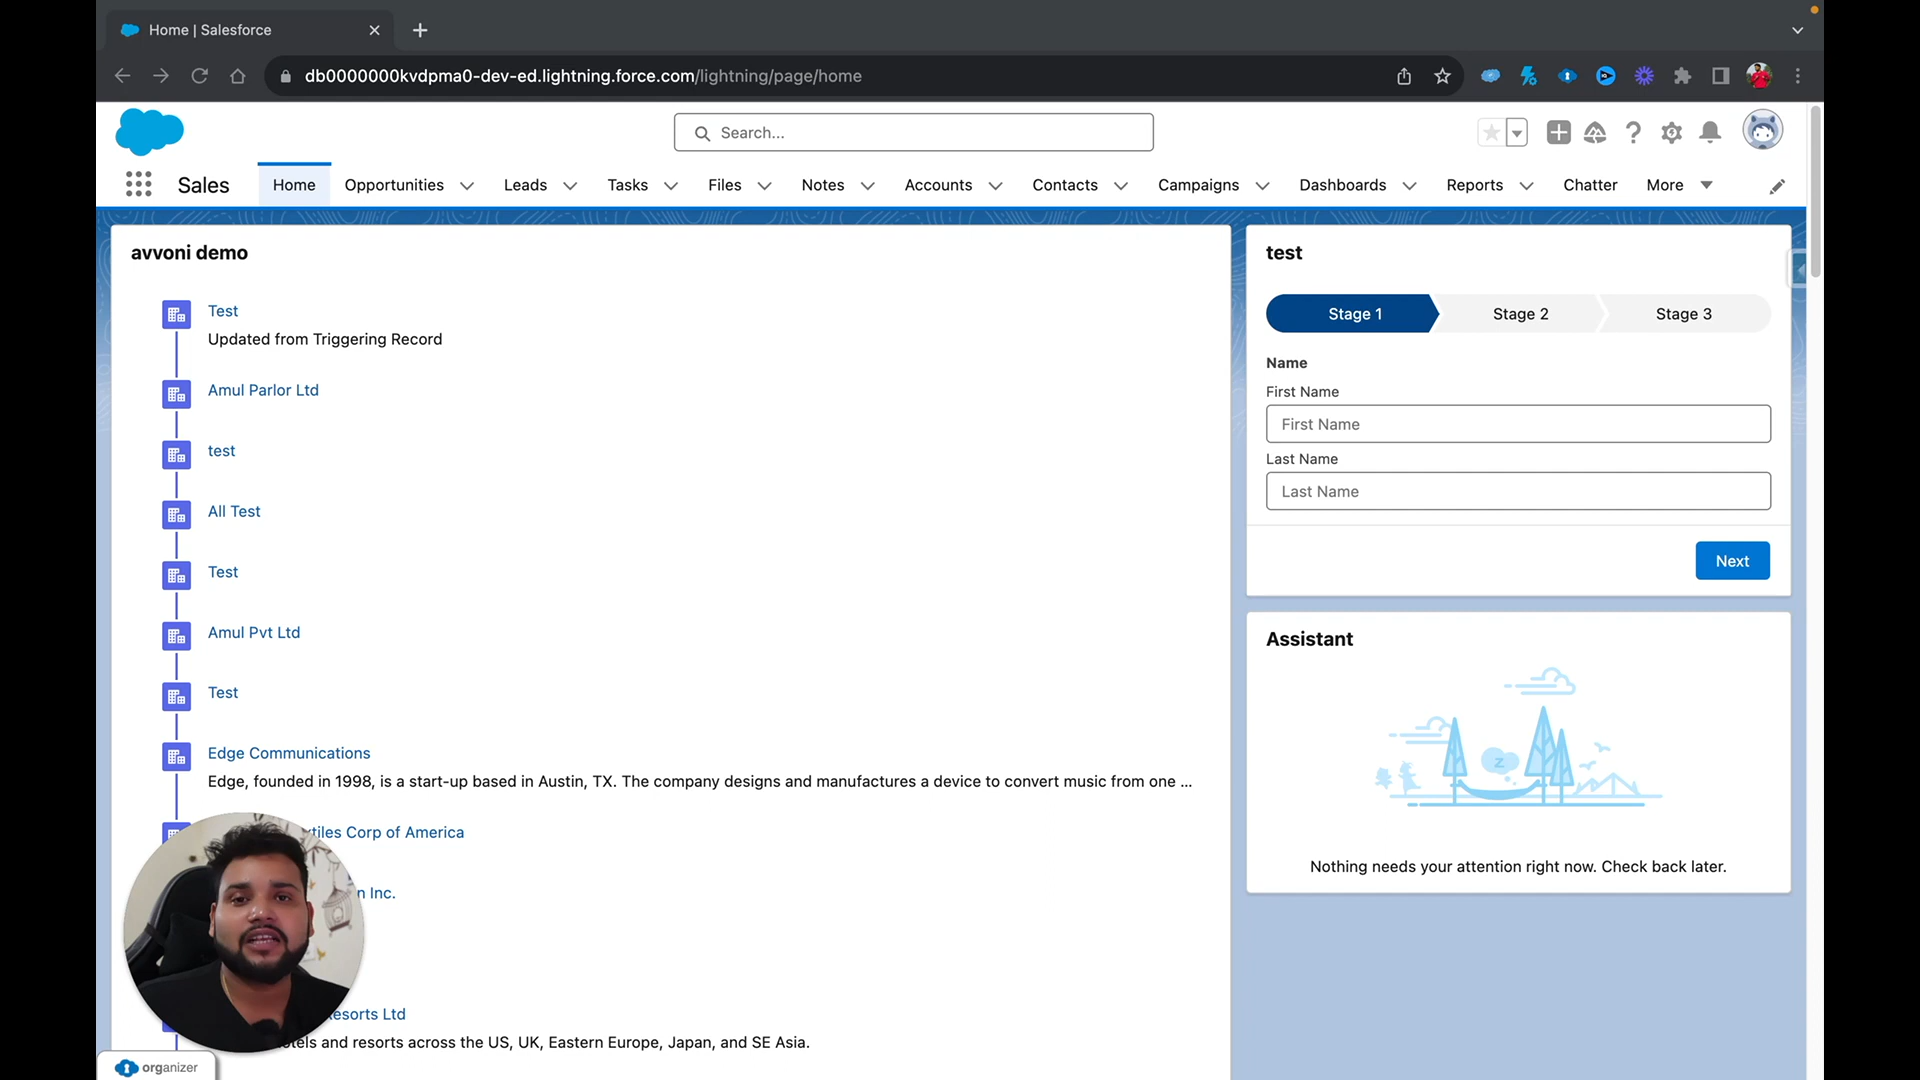 Home | Salesforce
db0000000kvdpma0-dev-ed.lightning.force.com/lightning/page/home
Search...
Sales Home Opportunities Leads Tasks Files Notes Accounts Contacts Campaigns Dashboards Reports Chatter More
avvoni demo
Test
Updated from Triggering Record
Amul Parlor Ltd
test
All Test
Test
Amul Pvt Ltd
Test
Edge Communications
Edge, founded in 1998, is a start-up based in Austin, TX. The company designs and manufactures a device to convert music from one ...
Corp of America
Inc.
Ltd
and resorts across the US, UK, Eastern Europe, Japan, and SE Asia.
organizer
test
Stage 1 Stage 2 Stage 3
Name
First Name
First Name
Last Name
Last Name
Next
Assistant
z
Nothing needs your attention right now. Check back later.